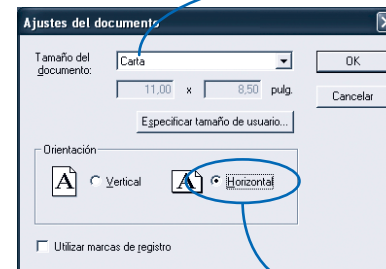 Ajustes del documento
Tamaño del documento:
Carta
OK
11,00 x 8,50 pulg.
Cancelar
Especificar tamaño de usuario...
Orientación
A Vertical
A Horizontal
Utilizar marcas de registro